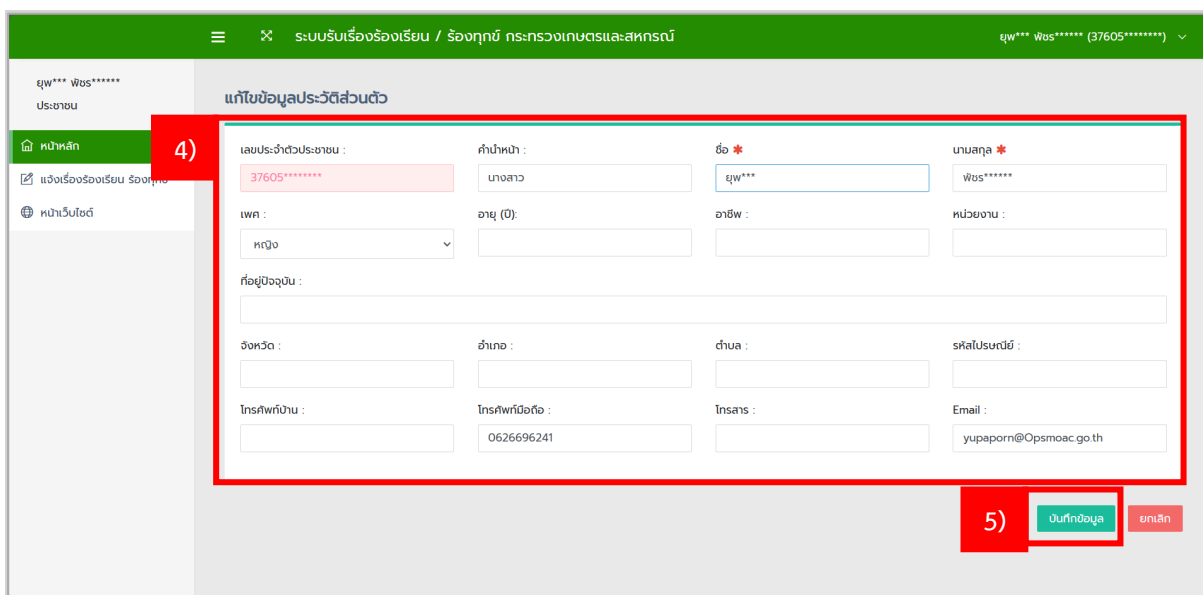 ระบบรับเรื่องร้องเรียน / ร้องทุกข์ กระทรวงเกษตรและสหกรณ์
ยุพ*** พัชร****** (37605********)
ยุพ*** พัชร******
ประชาชน
หน้าหลัก
แจ้งเรื่องร้องเรียน ร้องทุกข์
หน้าเว็บไซต์
แก้ไขข้อมูลประวัติส่วนตัว
4)
เลขประจำตัวประชาชน : คำนำหน้า : ชื่อ * นามสกุล *
37605******** นางสาว ยุพ*** พัชร******
เพศ : อายุ (ปี): อาชีพ : หน่วยงาน :
หญิง
ที่อยู่ปัจจุบัน :
จังหวัด : อำเภอ : ตำบล : รหัสไปรษณีย์ :
โทรศัพท์บ้าน : โทรศัพท์มือถือ : โทรสาร : Email :
0626696241 yupaporn@Opsmoac.go.th
5) บันทึกข้อมูล ยกเลิก